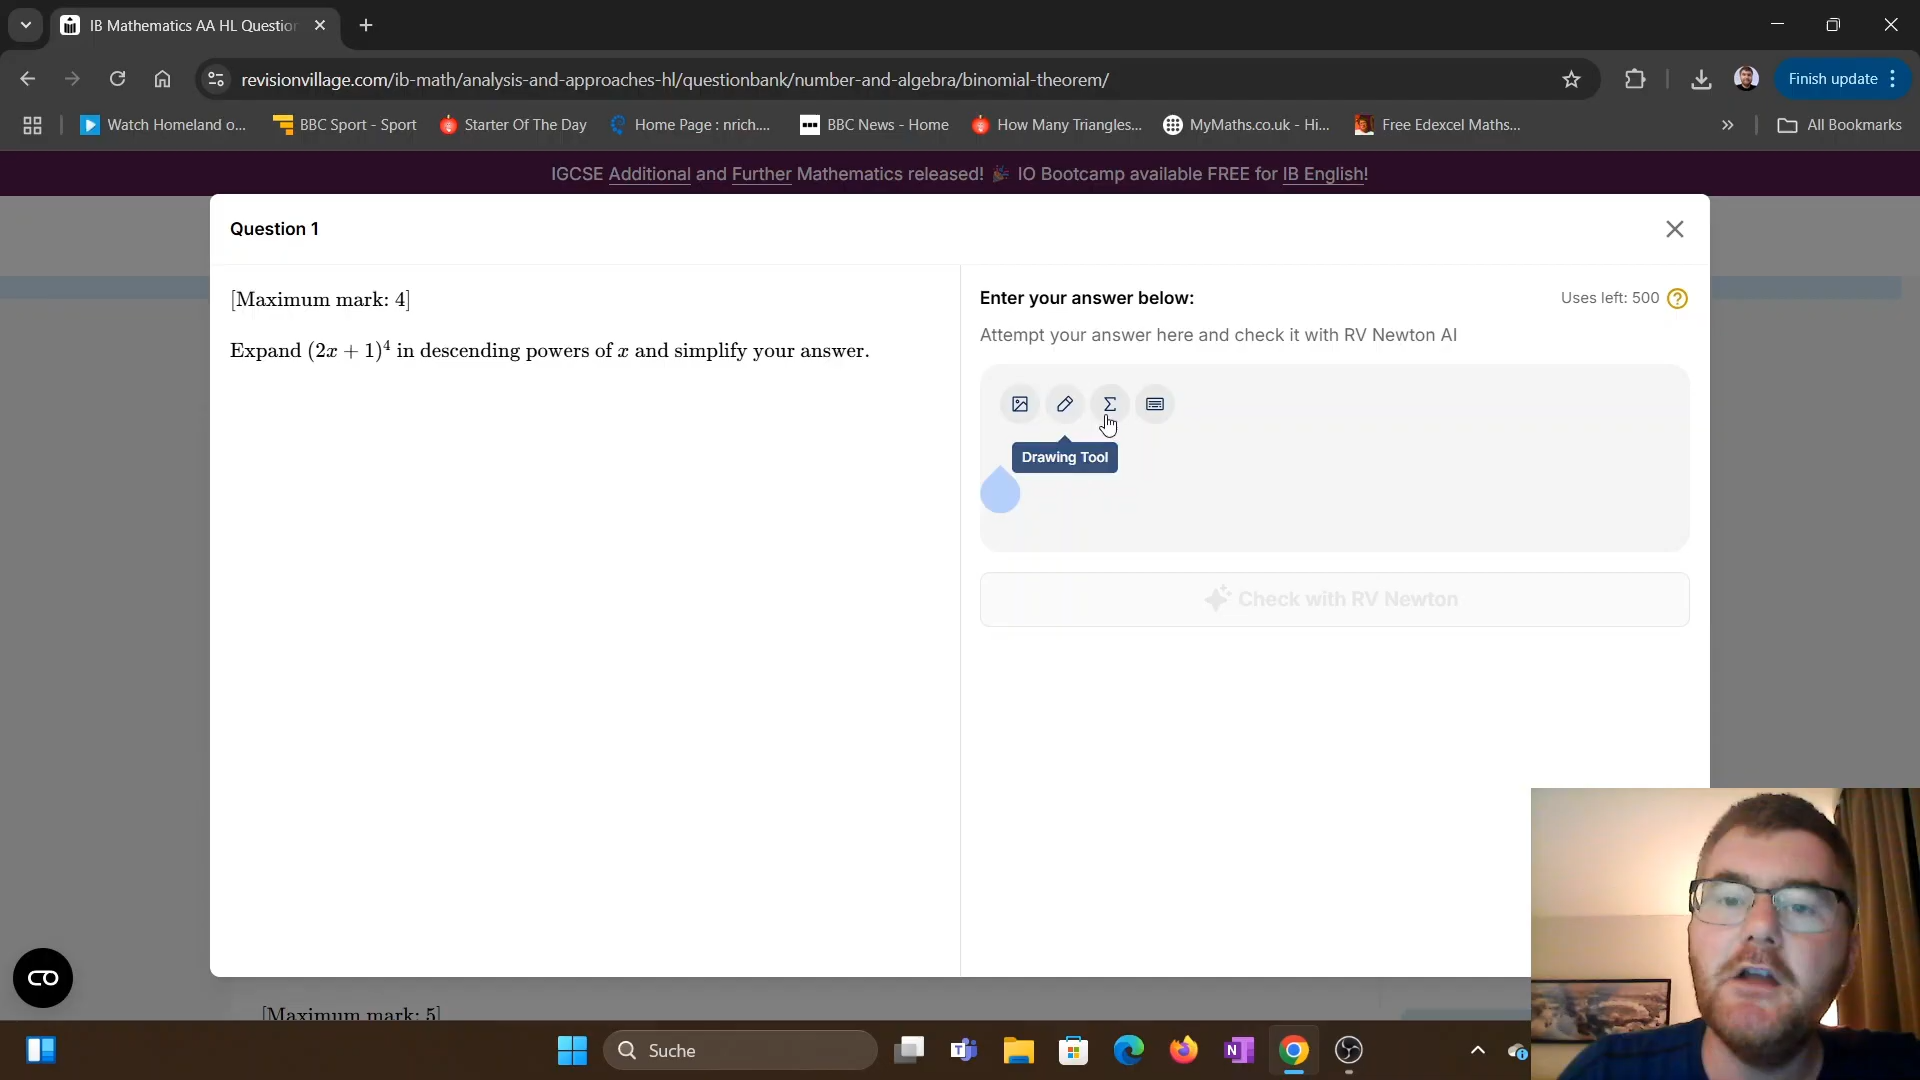 IB Mathematics AA HL Questio
revisionvillage.com/ib-math/analysis-and-approaches-hl/questionbank/number-and-algebra/binomial-theorem/
Finish update
Watch Homeland o...
BBC Sport - Sport
Starter Of The Day
Home Page : nrich....
BBC News - Home
How Many Triangles...
MyMaths.co.uk - Hi...
Free Edexcel Maths...
»
All Bookmarks
IGCSE Additional and Further Mathematics released! 🎉 IO Bootcamp available FREE for IB English!
Question 1
[Maximum mark: 4]
Expand (2x + 1)⁴ in descending powers of x and simplify your answer.
Enter your answer below:
Uses left: 500 ?
Attempt your answer here and check it with RV Newton AI
Σ
Drawing Tool
Check with RV Newton
[Maximum mark: 5]
Suche